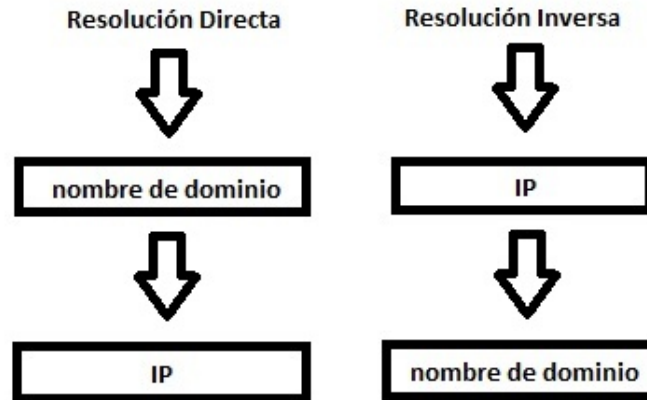 Resolución Directa
nombre de dominio
IP
Resolución Inversa
IP
nombre de dominio